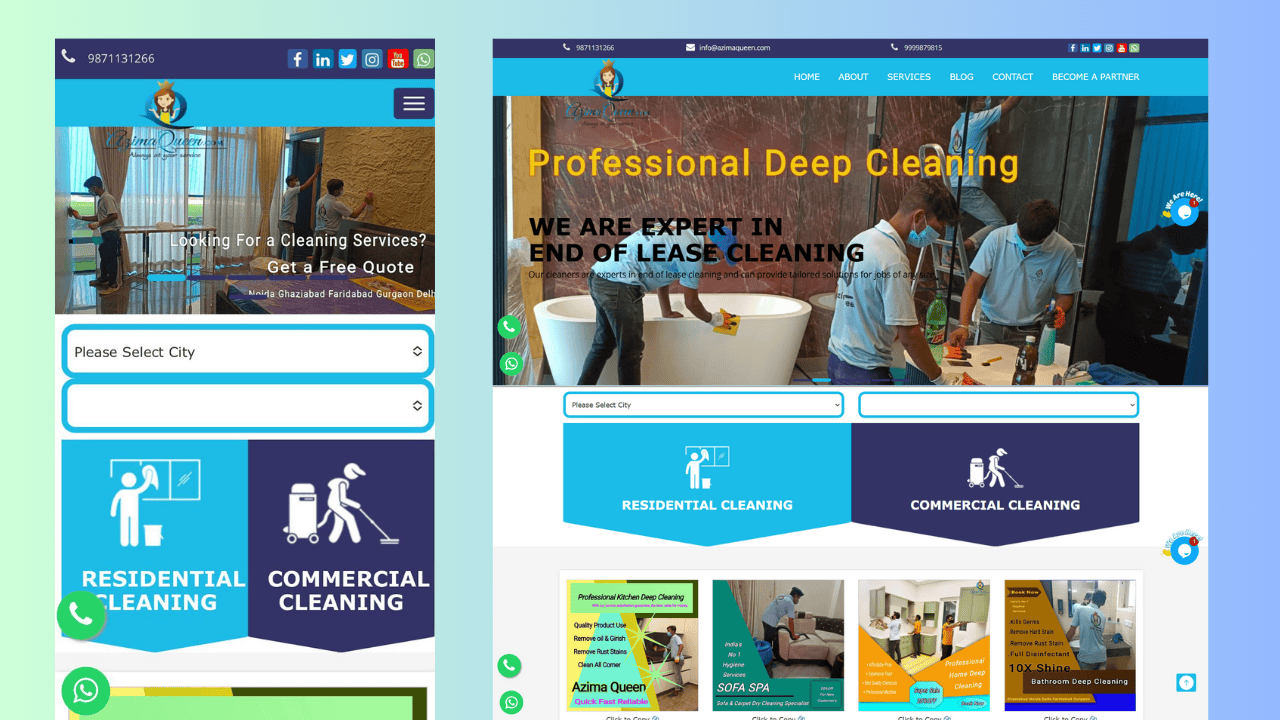 9871131266
AzimaQueen.com
Always at your service
Looking For a Cleaning Services?
Get a Free Quote
Noida Ghaziabad Faridabad Gurgaon Delh
Please Select City
RESIDENTIAL
CLEANING
COMMERCIAL
CLEANING
9871131266
info@azimaqueen.com
9999879815
HOME
ABOUT
SERVICES
BLOG
CONTACT
BECOME A PARTNER
Professional Deep Cleaning
WE ARE EXPERT IN
END OF LEASE CLEANING
Our cleaners are experts in end of lease cleaning and can provide tailored solutions for jobs of any size
We Are Here!
Please Select City
RESIDENTIAL CLEANING
COMMERCIAL CLEANING
We Are Here!
Professional Kitchen Deep Cleaning
Quality Product Use
Remove oil & Girish
Remove Rust Stains
Clean All Corner
Azima Queen
Quick Fast Reliable
Click to Copy
India's
No 1
Hygiene
Services
SOFA SPA
Sofa & Carpet Dry Cleaning Specialist
Click to Copy
Professional
Home Deep
Cleaning
Book Now
Click to Copy
Book Now
Kills Germs
Remove Hard Stain
Remove Rust Stain
Full Disinfectant
10X Shine
Bathroom Deep Cleaning
Click to Copy